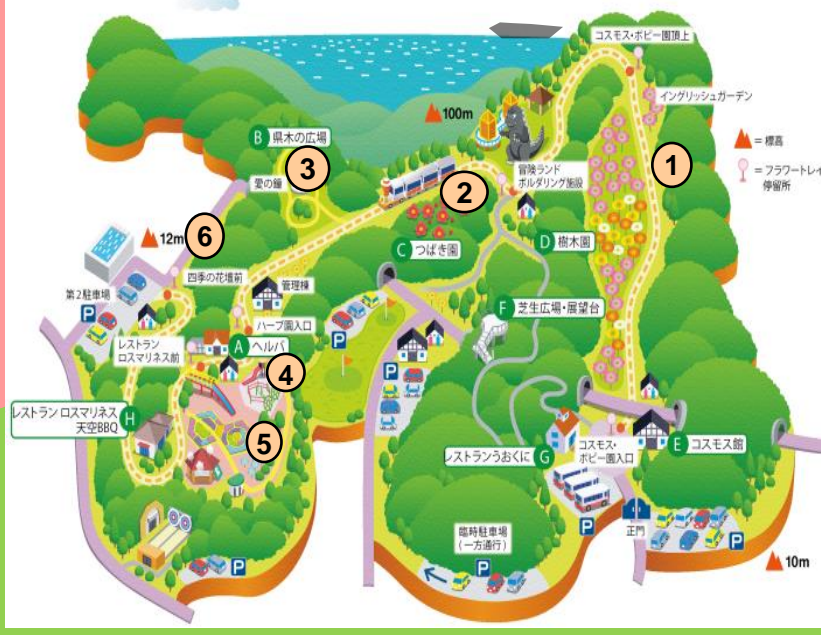 コスモス・ポピー園頂上
イングリッシュガーデン
100m
= 標高
= フラワートレイ
停留所
B 県木の広場
1
3
愛の鐘
2
冒険ランド
ボルダリング施設
6
12m
C つばき園
D 樹木園
四季の花壇前
管理棟
第2駐車場
P
F 芝生広場・展望台
ハーブ園入口
P
レストラン
ロスマリネス前
A ヘルバ
4
P
レストラン ロスマリネス
天空BBQ
H
5
レストランうおくに G
コスモス・
ポピー園入口
E コスモス館
臨時駐車場
(一方通行)
P
P
正門
P
P
10m